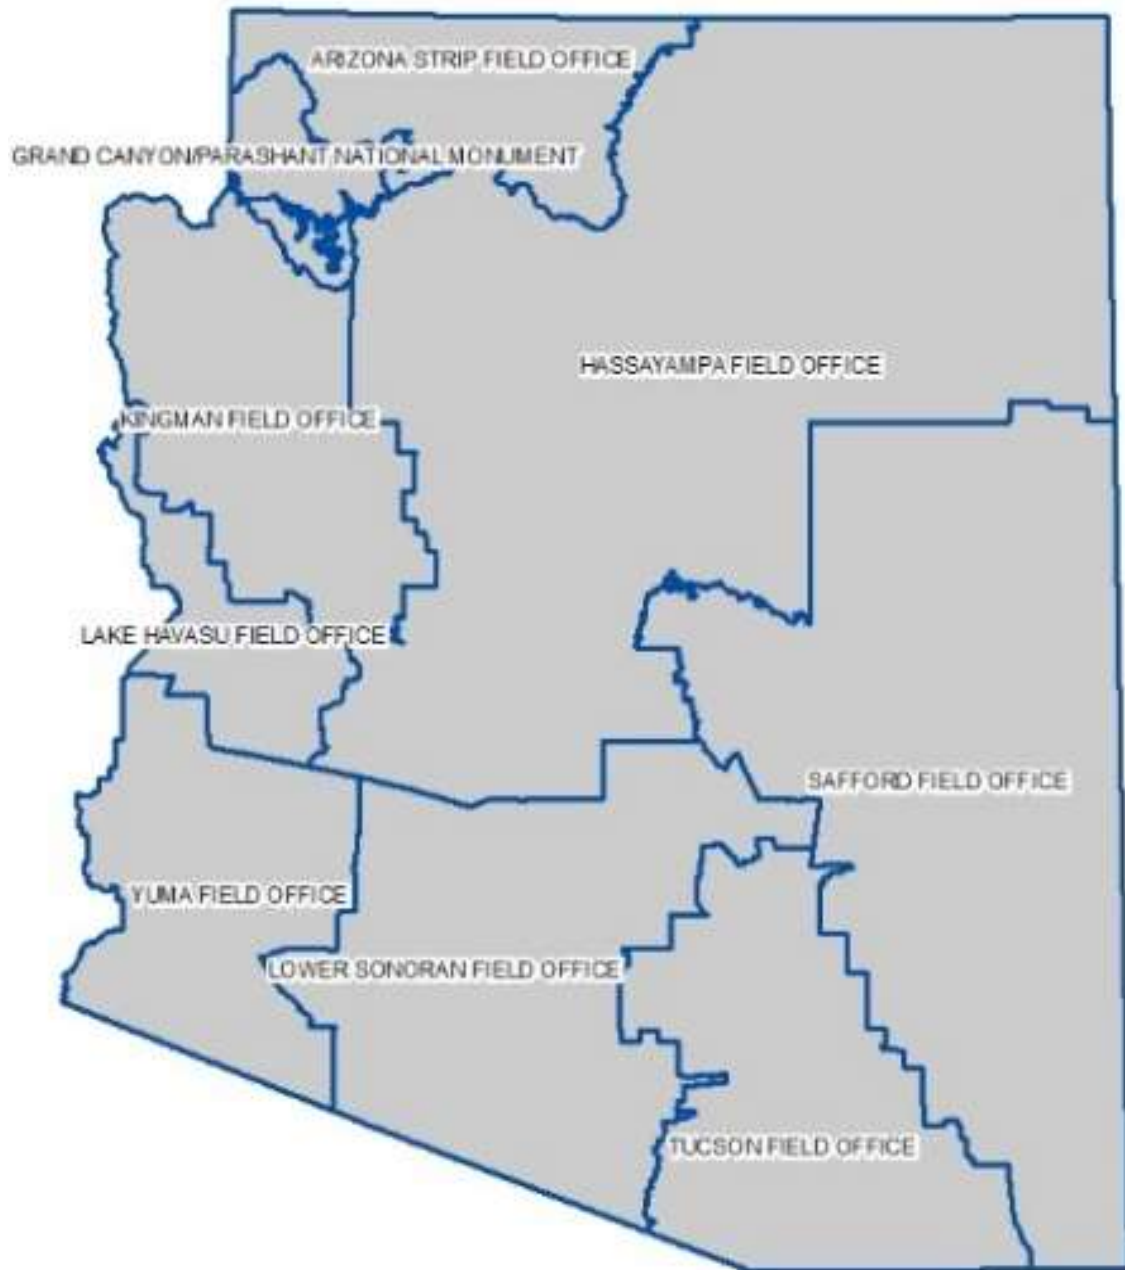 ARIZONA STRIP FIELD OFFICE
GRAND CANYON/PARASHANT NATIONAL MONUMENT
HASSAYAMPA FIELD OFFICE
KINGMAN FIELD OFFICE
LAKE HAVASU FIELD OFFICE
SAFFORD FIELD OFFICE
YUMA FIELD OFFICE
LOWER SONORAN FIELD OFFICE
TUCSON FIELD OFFICE